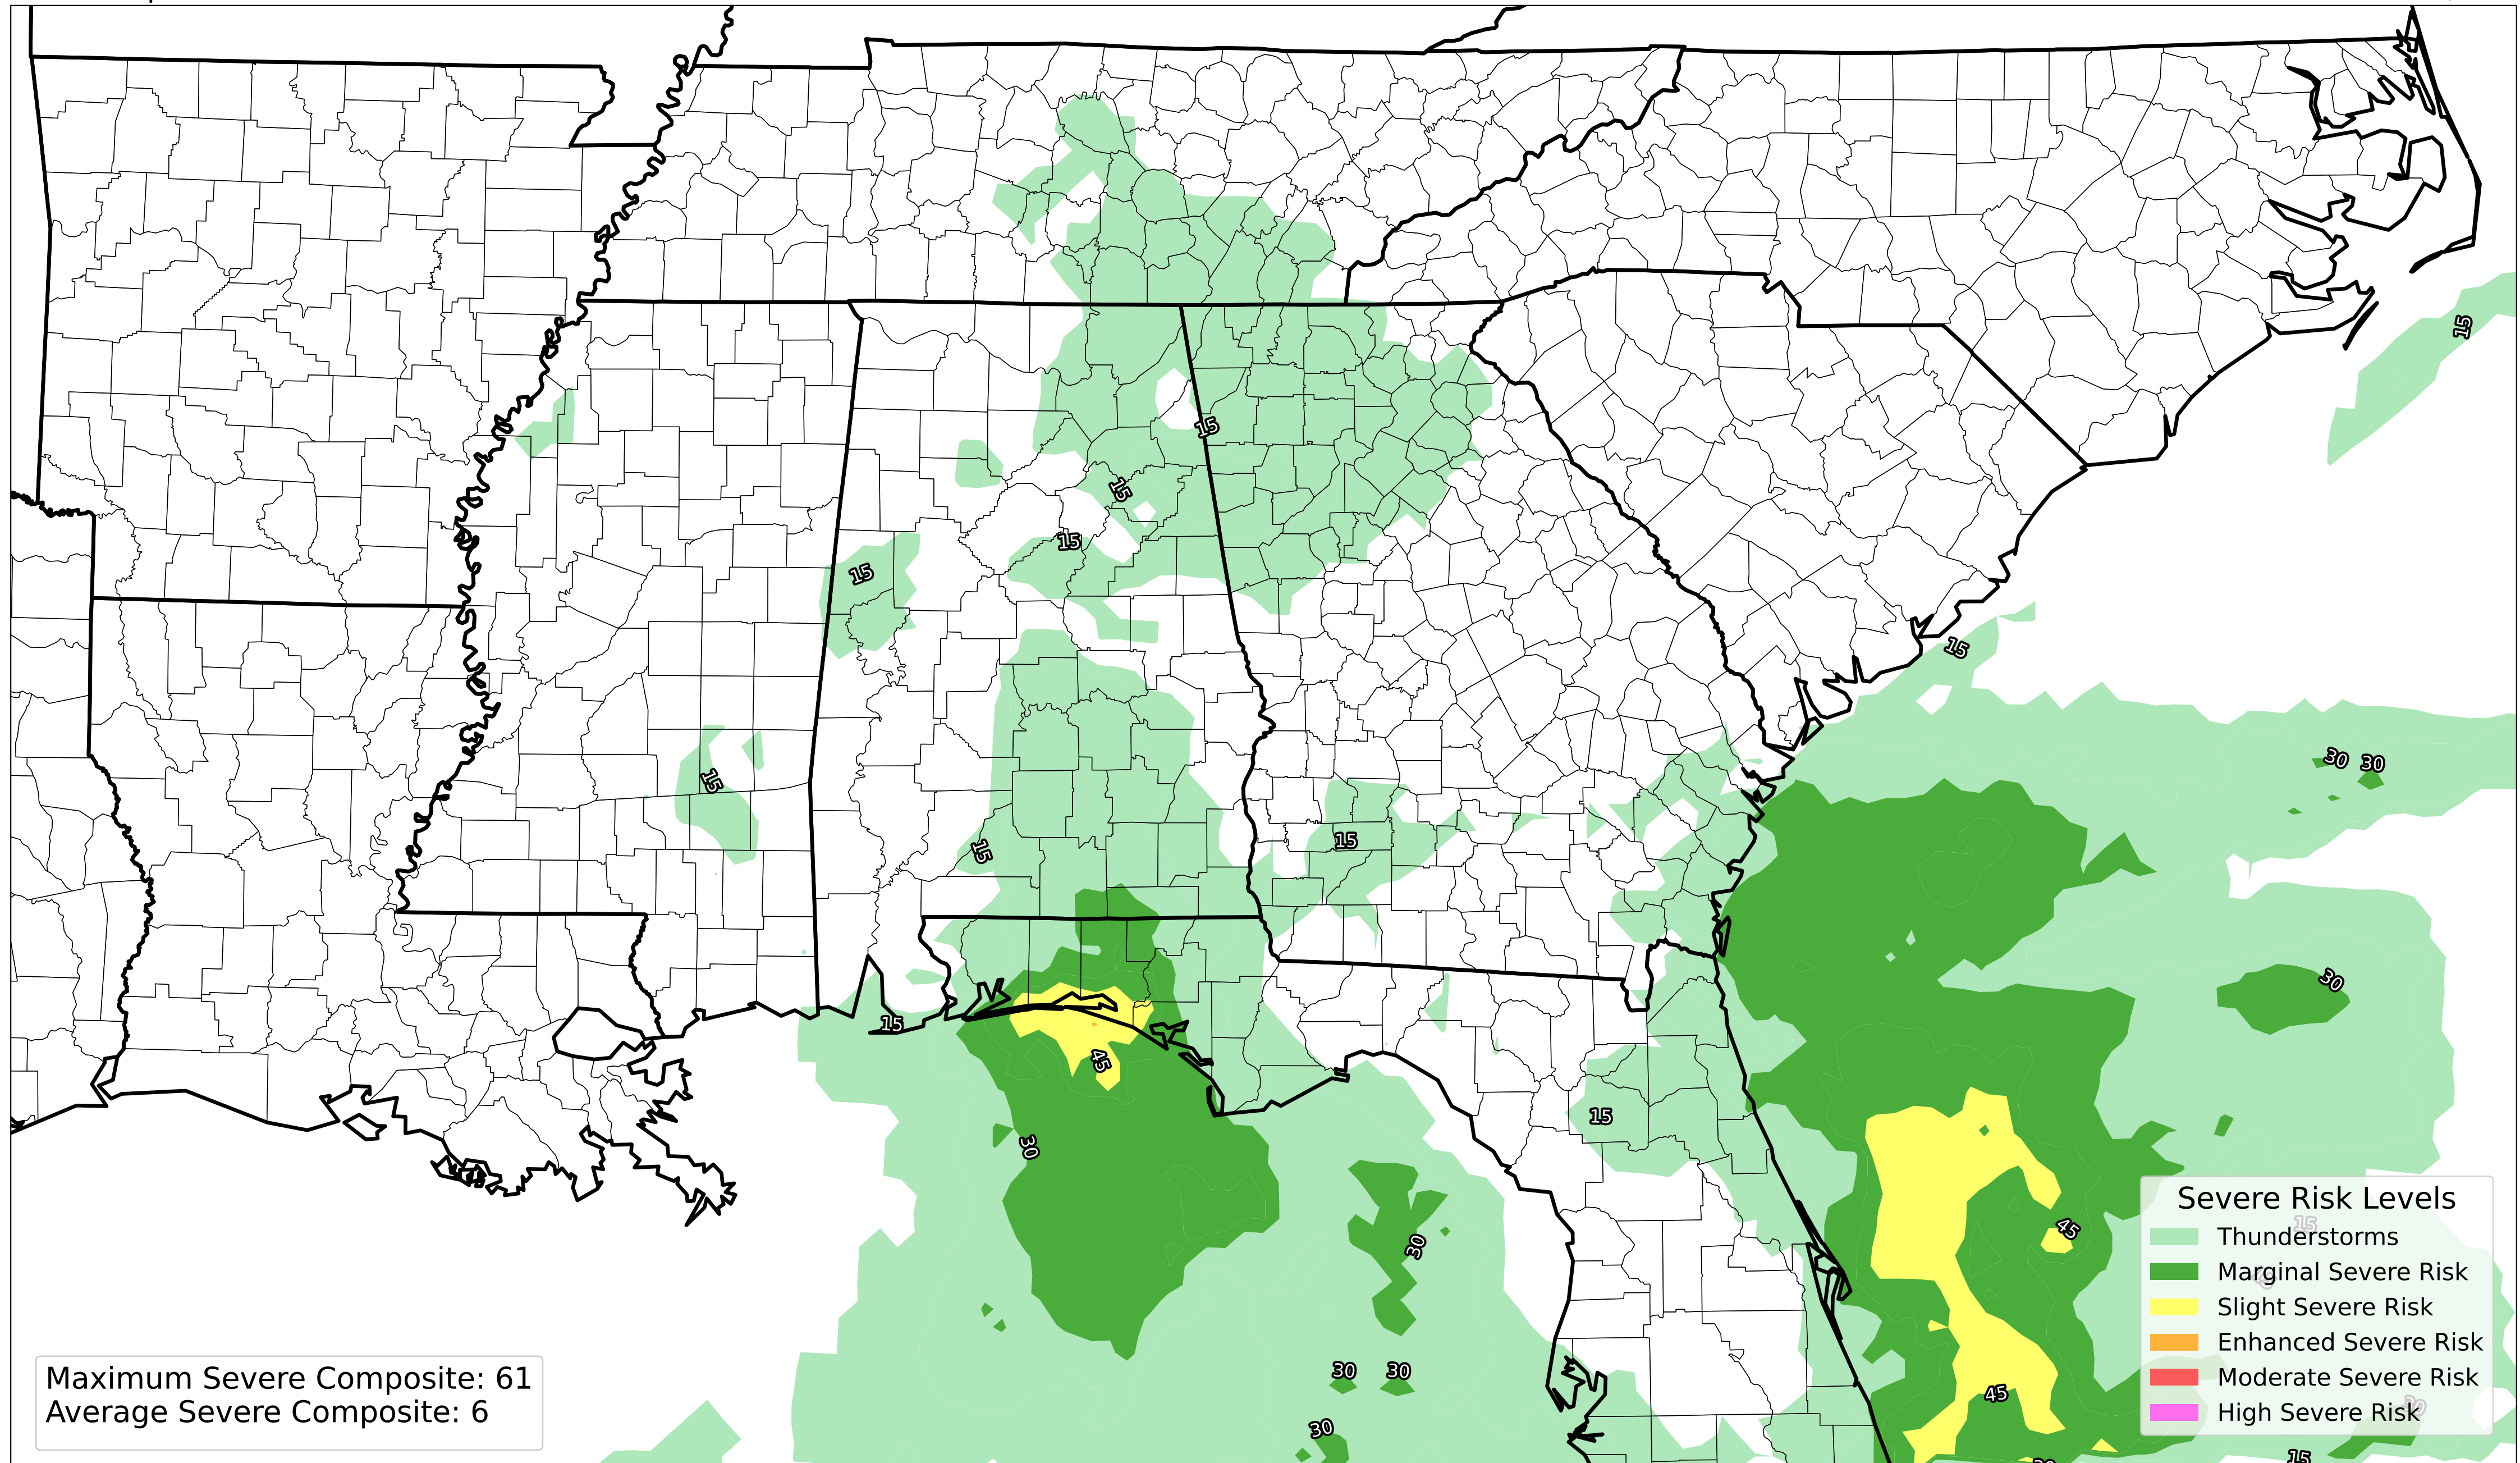 15
15
15
15
15
15
30
30
15
15
15
30
15
45
15
30
15
45
30
Severe Risk Levels
Thunderstorms
Marginal Severe Risk
Slight Severe Risk
Enhanced Severe Risk
Moderate Severe Risk
High Severe Risk
30
30
45
30
15
Maximum Severe Composite: 61
Average Severe Composite: 6